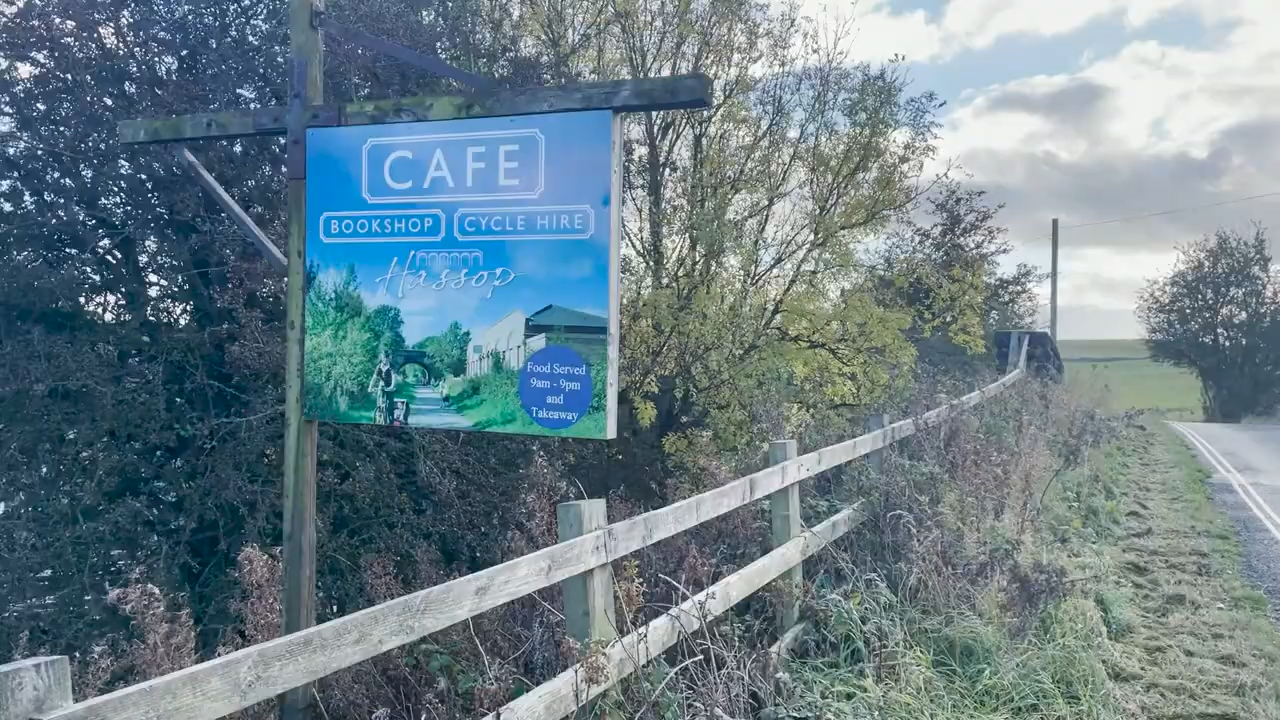 CAFE
BOOKSHOP CYCLE HIRE
Hassop
Food Served
9am - 9pm
and
Takeaway